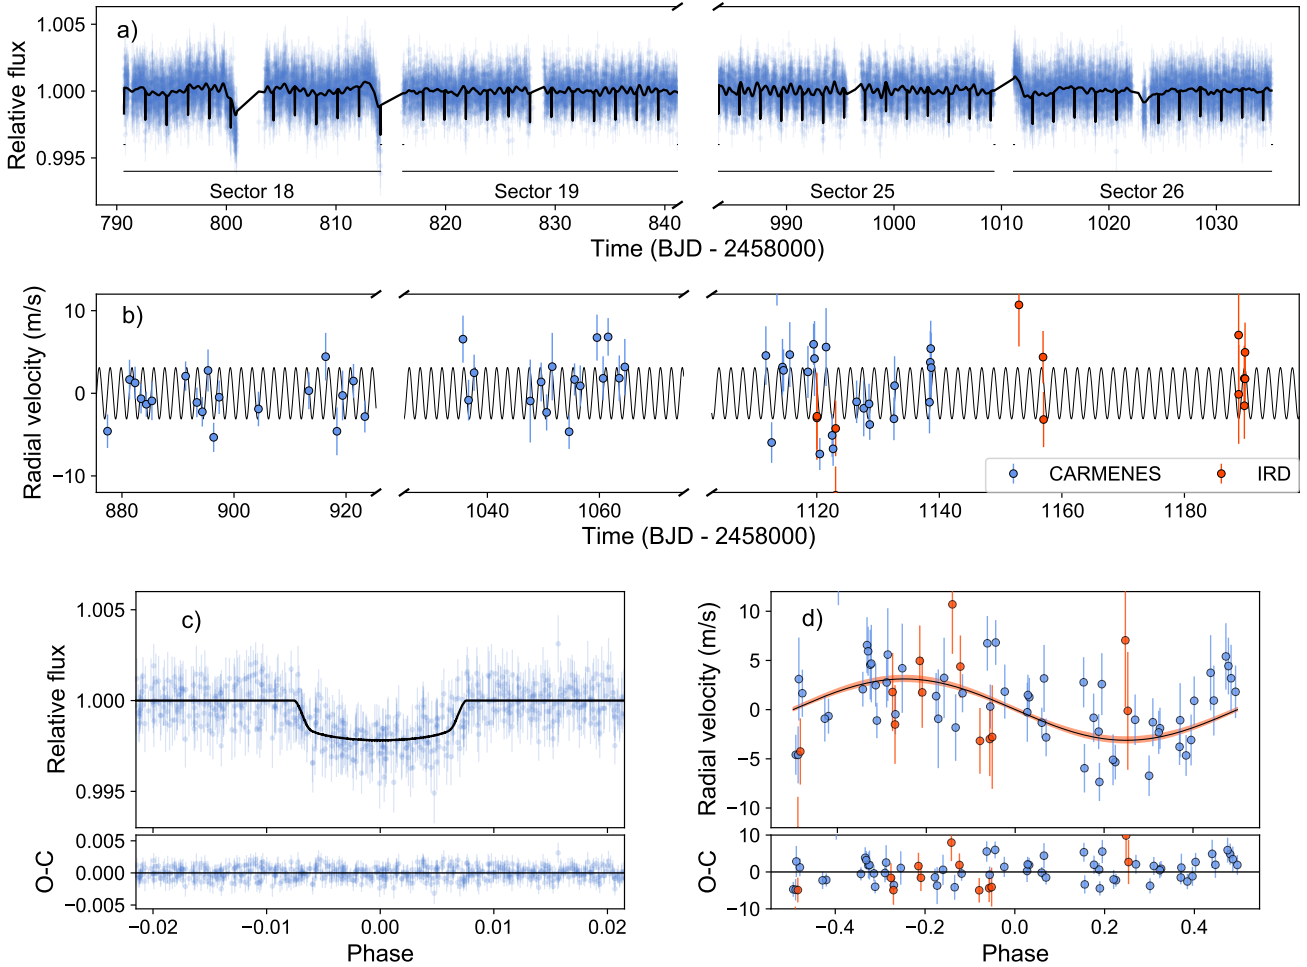 a)
Relative flux
1.005
1.000
0.995
Sector 18
Sector 19
Sector 25
Sector 26
790 800 810 820 830 840 990 1000 1010 1020 1030
Time (BJD - 2458000)
b)
Radial velocity (m/s)
10
0
−10
CARMENES
IRD
880 900 920 1040 1060 1120 1140 1160 1180
Time (BJD - 2458000)
c)
Relative flux
1.005
1.000
0.995
O-C
0.005
0.000
−0.005
−0.02 −0.01 0.00 0.01 0.02
Phase
d)
Radial velocity (m/s)
10
5
0
−5
−10
O-C
10
0
−10
−0.4 −0.2 0.0 0.2 0.4
Phase